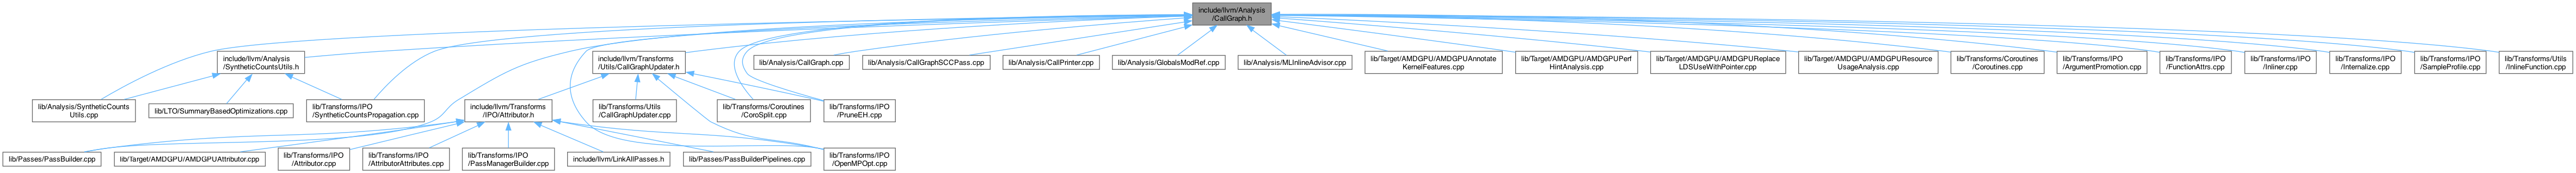 include/llvm/Analysis
/CallGraph.h
include/llvm/Analysis
/SyntheticCountsUtils.h
include/llvm/Transforms
/Utils/CallGraphUpdater.h
lib/Analysis/CallGraph.cpp
lib/Analysis/CallGraphSCCPass.cpp
lib/Analysis/CallPrinter.cpp
lib/Analysis/GlobalsModRef.cpp
lib/Analysis/MLInlineAdvisor.cpp
lib/Target/AMDGPU/AMDGPUAnnotate
KernelFeatures.cpp
lib/Target/AMDGPU/AMDGPUPerf
HintAnalysis.cpp
lib/Target/AMDGPU/AMDGPUReplace
LDSUseWithPointer.cpp
lib/Target/AMDGPU/AMDGPUResource
UsageAnalysis.cpp
lib/Transforms/Coroutines
/Coroutines.cpp
lib/Transforms/IPO
/ArgumentPromotion.cpp
lib/Transforms/IPO
/FunctionAttrs.cpp
lib/Transforms/IPO
/Inliner.cpp
lib/Transforms/IPO
/Internalize.cpp
lib/Transforms/IPO
/SampleProfile.cpp
lib/Transforms/Utils
/InlineFunction.cpp
lib/Analysis/SyntheticCounts
Utils.cpp
lib/LTO/SummaryBasedOptimizations.cpp
lib/Transforms/IPO
/SyntheticCountsPropagation.cpp
include/llvm/Transforms
/IPO/Attributor.h
lib/Transforms/Utils
/CallGraphUpdater.cpp
lib/Transforms/Coroutines
/CoroSplit.cpp
lib/Transforms/IPO
/PruneEH.cpp
lib/Passes/PassBuilder.cpp
lib/Target/AMDGPU/AMDGPUAttributor.cpp
lib/Transforms/IPO
/Attributor.cpp
lib/Transforms/IPO
/AttributorAttributes.cpp
lib/Transforms/IPO
/PassManagerBuilder.cpp
include/llvm/LinkAllPasses.h
lib/Passes/PassBuilderPipelines.cpp
lib/Transforms/IPO
/OpenMPOpt.cpp